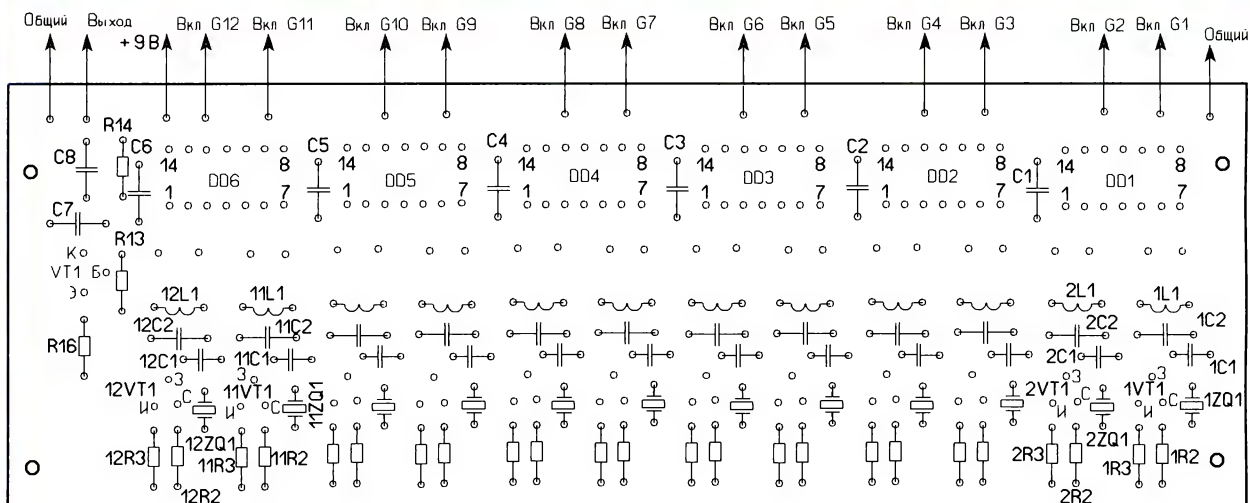 Общий Выход Вкл G12 Вкл G11 Вкл G10 Вкл G9 Вкл G8 Вкл G7 Вкл G6 Вкл G5 Вкл G4 Вкл G3 Вкл G2 Вкл G1 Общий
+9 В
R14 C6 C5 C4 C3 C2 C1
C8 14 8 14 8 14 8 14 8 14 8 14 8
DD6 DD5 DD4 DD3 DD2 DD1
1 7 1 7 1 7 1 7 1 7 1 7
C7
К R13
VT1 Б
Э
12L1 11L1 2L1 1L1
12C2 11C2 2C2 1C2
R16 12C1 11C1 2C1 1C1
З З З З
12VT1 С 11VT1 С 11ZQ1 2VT1 С 1VT1 С 1ZQ1
И И И И
12ZQ1 2ZQ1
12R3 11R3 11R2 2R3 1R3 1R2
12R2 2R2